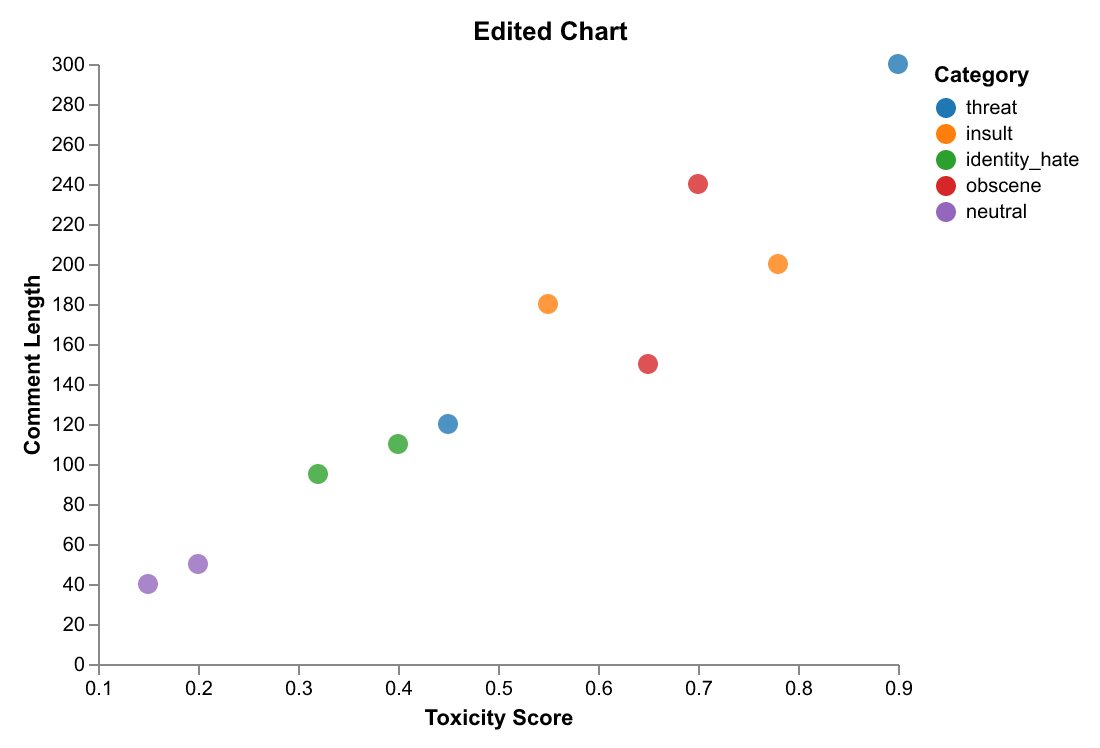 Edited Chart
300
280
260
240
220
200
180
160
140
120
100
80
60
40
20
0
Comment Length
0.1 0.2 0.3 0.4 0.5 0.6 0.7 0.8 0.9
Toxicity Score
Category
threat
insult
identity_hate
obscene
neutral